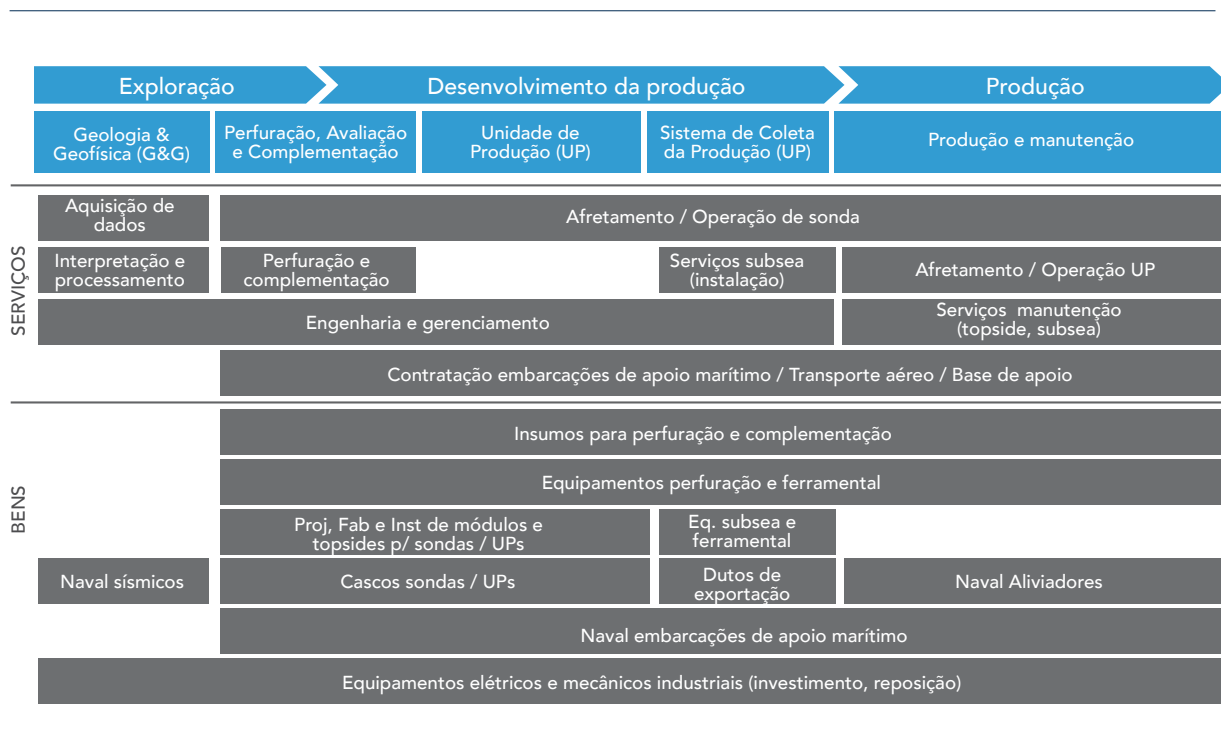 Exploração
Desenvolvimento da produção
Produção
Geologia &
Geofísica (G&G)
Perfuração, Avaliação
e Complementação
Unidade de
Produção (UP)
Sistema de Coleta
da Produção (UP)
Produção e manutenção
SERVIÇOS
Aquisição de
dados
Afretamento / Operação de sonda
Interpretação e
processamento
Perfuração e
complementação
Serviços subsea
(instalação)
Afretamento / Operação UP
Engenharia e gerenciamento
Serviços manutenção
(topside, subsea)
Contratação embarcações de apoio marítimo / Transporte aéreo / Base de apoio
BENS
Insumos para perfuração e complementação
Equipamentos perfuração e ferramental
Proj, Fab e Inst de módulos e
topsides p/ sondas / UPs
Eq. subsea e
ferramental
Naval sísmicos
Cascos sondas / UPs
Dutos de
exportação
Naval Aliviadores
Naval embarcações de apoio marítimo
Equipamentos elétricos e mecânicos industriais (investimento, reposição)